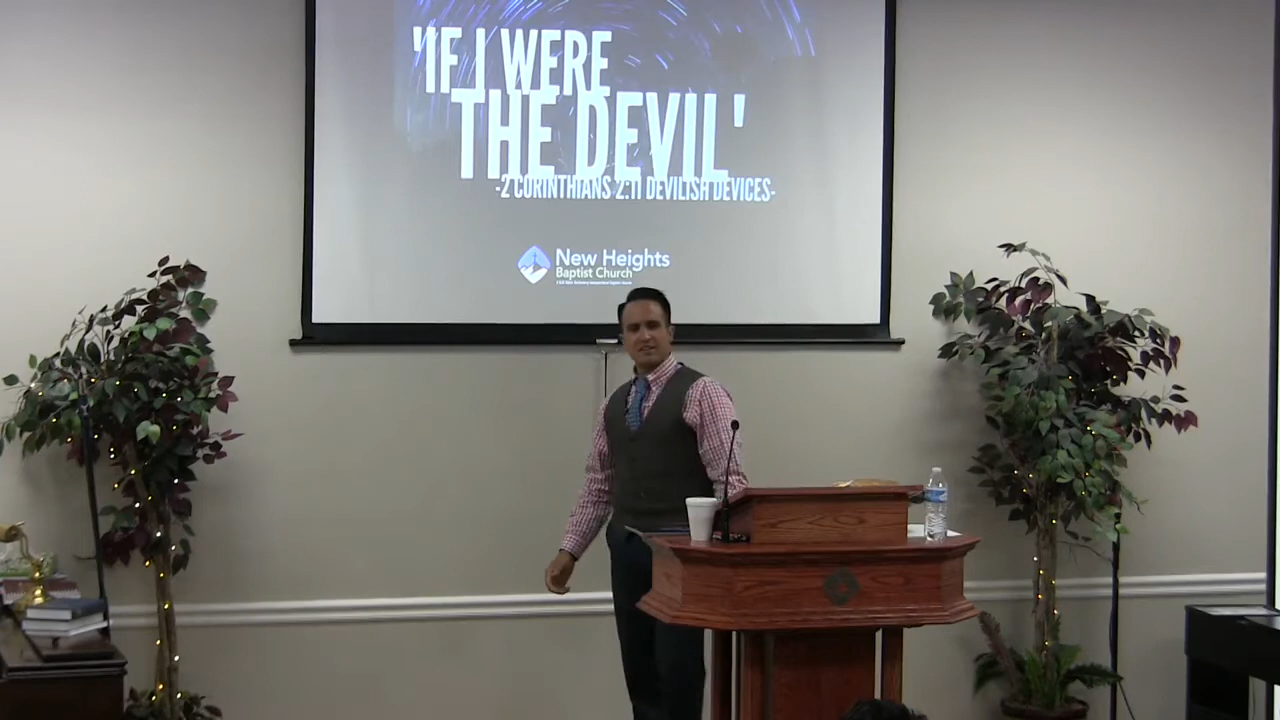 'IF I WERE
THE DEVIL'
-2 CORINTHIANS 2:11 DEVILISH DEVICES-
New Heights
Baptist Church